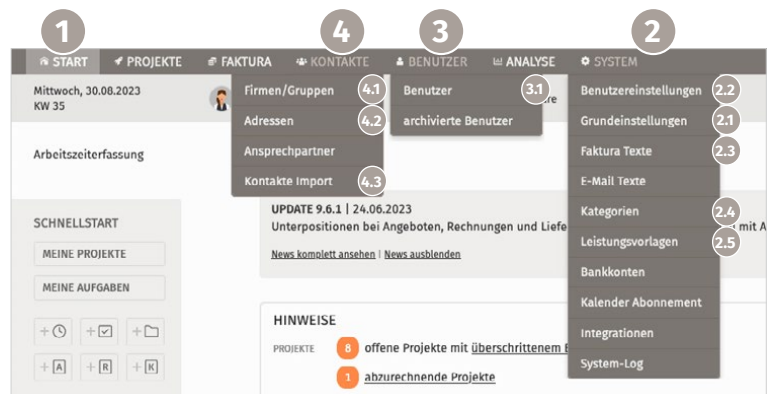 1
4
3
2
START
PROJEKTE
FAKTURA
KONTAKTE
BENUTZER
ANALYSE
SYSTEM
Mittwoch, 30.08.2023
KW 35
Arbeitszeiterfassung
Firmen/Gruppen 4.1
Adressen 4.2
Ansprechpartner
Kontakte Import 4.3
Benutzer 3.1
archivierte Benutzer
Benutzereinstellungen 2.2
Grundeinstellungen 2.1
Faktura Texte 2.3
E-Mail Texte
Kategorien 2.4
Leistungsvorlagen 2.5
Bankkonten
Kalender Abonnement
Integrationen
System-Log
SCHNELLSTART
MEINE PROJEKTE
MEINE AUFGABEN
+ + +
+ A + R + K
UPDATE 9.6.1 | 24.06.2023
Unterpositionen bei Angeboten, Rechnungen und Liefe mit A
News komplett ansehen | News ausblenden
HINWEISE
PROJEKTE 8 offene Projekte mit überschrittenem
1 abzurechnende Projekte